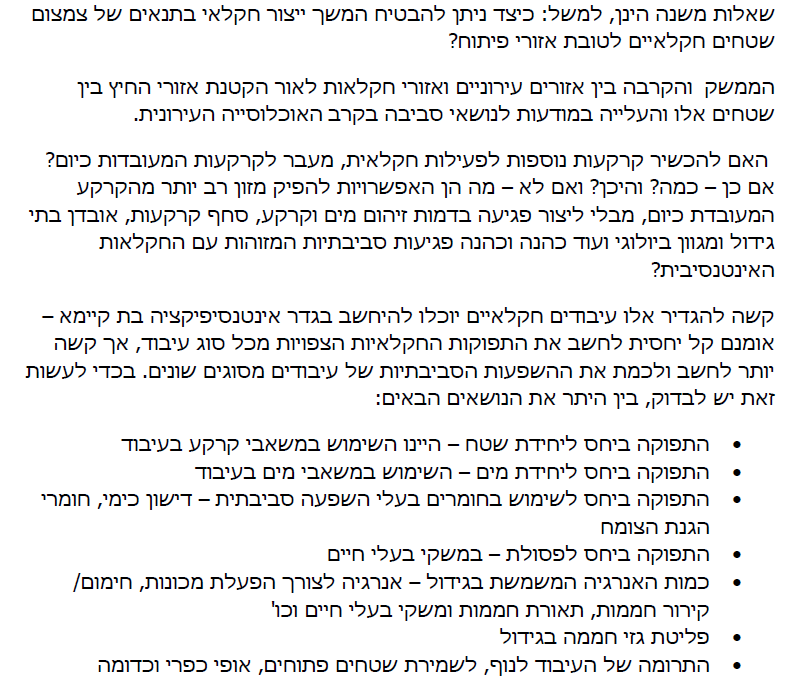 שאלות משנה הינן, למשל: כיצד ניתן להבטיח המשך ייצור חקלאי בתנאים של צמצום
שטחים חקלאיים לטובת אזורי פיתוח?
הממשק והקרבה בין אזורים עירוניים ואזורי חקלאות לאור הקטנת אזורי החיץ בין
שטחים אלו והעלייה במודעות לנושאי סביבה בקרב האוכלוסייה העירונית.
האם להכשיר קרקעות נוספות לפעילות חקלאית, מעבר לקרקעות המעובדות כיום?
אם כן – כמה? והיכן? ואם לא – מה הן האפשרויות להפיק מזון רב יותר מהקרקע
המעובדת כיום, מבלי ליצור פגיעה בדמות זיהום מים וקרקע, סחף קרקעות, אובדן בתי
גידול ומגוון ביולוגי ועוד כהנה וכהנה פגיעות סביבתיות המזוהות עם החקלאות
האינטנסיבית?
קשה להגדיר אלו עיבודים חקלאיים יוכלו להיחשב בגדר אינטנסיפיקציה בת קיימא –
אומנם קל יחסית לחשב את התפוקות החקלאיות הצפויות מכל סוג עיבוד, אך קשה
יותר לחשב ולכמת את ההשפעות הסביבתיות של עיבודים מסוגים שונים. בכדי לעשות
זאת יש לבדוק, בין היתר את הנושאים הבאים:
• התפוקה ביחס ליחידת שטח – היינו השימוש במשאבי קרקע בעיבוד
• התפוקה ביחס ליחידת מים – השימוש במשאבי מים בעיבוד
• התפוקה ביחס לשימוש בחומרים בעלי השפעה סביבתית – דישון כימי, חומרי
הגנת הצומח
• התפוקה ביחס לפסולת – במשקי בעלי חיים
• כמות האנרגיה המשמשת בגידול – אנרגיה לצורך הפעלת מכונות, חימום/
קירור חממות, תאורת חממות ומשקי בעלי חיים וכו'
• פליטת גזי חממה בגידול
• התרומה של העיבוד לנוף, לשמירת שטחים פתוחים, אופי כפרי וכדומה